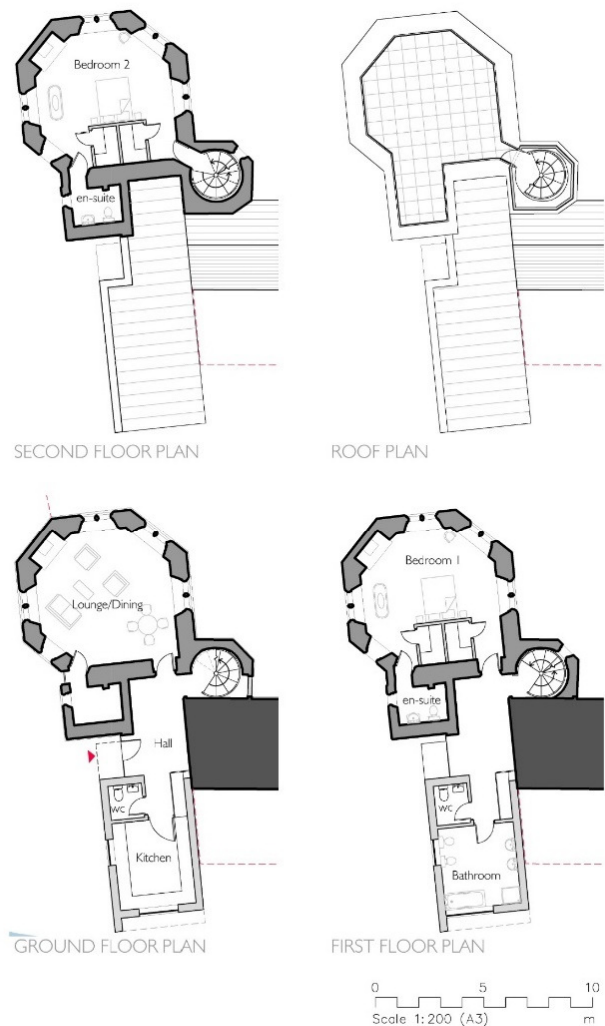 Bedroom 2
en-suite
SECOND FLOOR PLAN
ROOF PLAN
Lounge/Dining
Hall
wc
Kitchen
GROUND FLOOR PLAN
Bedroom 1
en-suite
wc
Bathroom
FIRST FLOOR PLAN
0 5 10
Scale 1:200 (A3) m